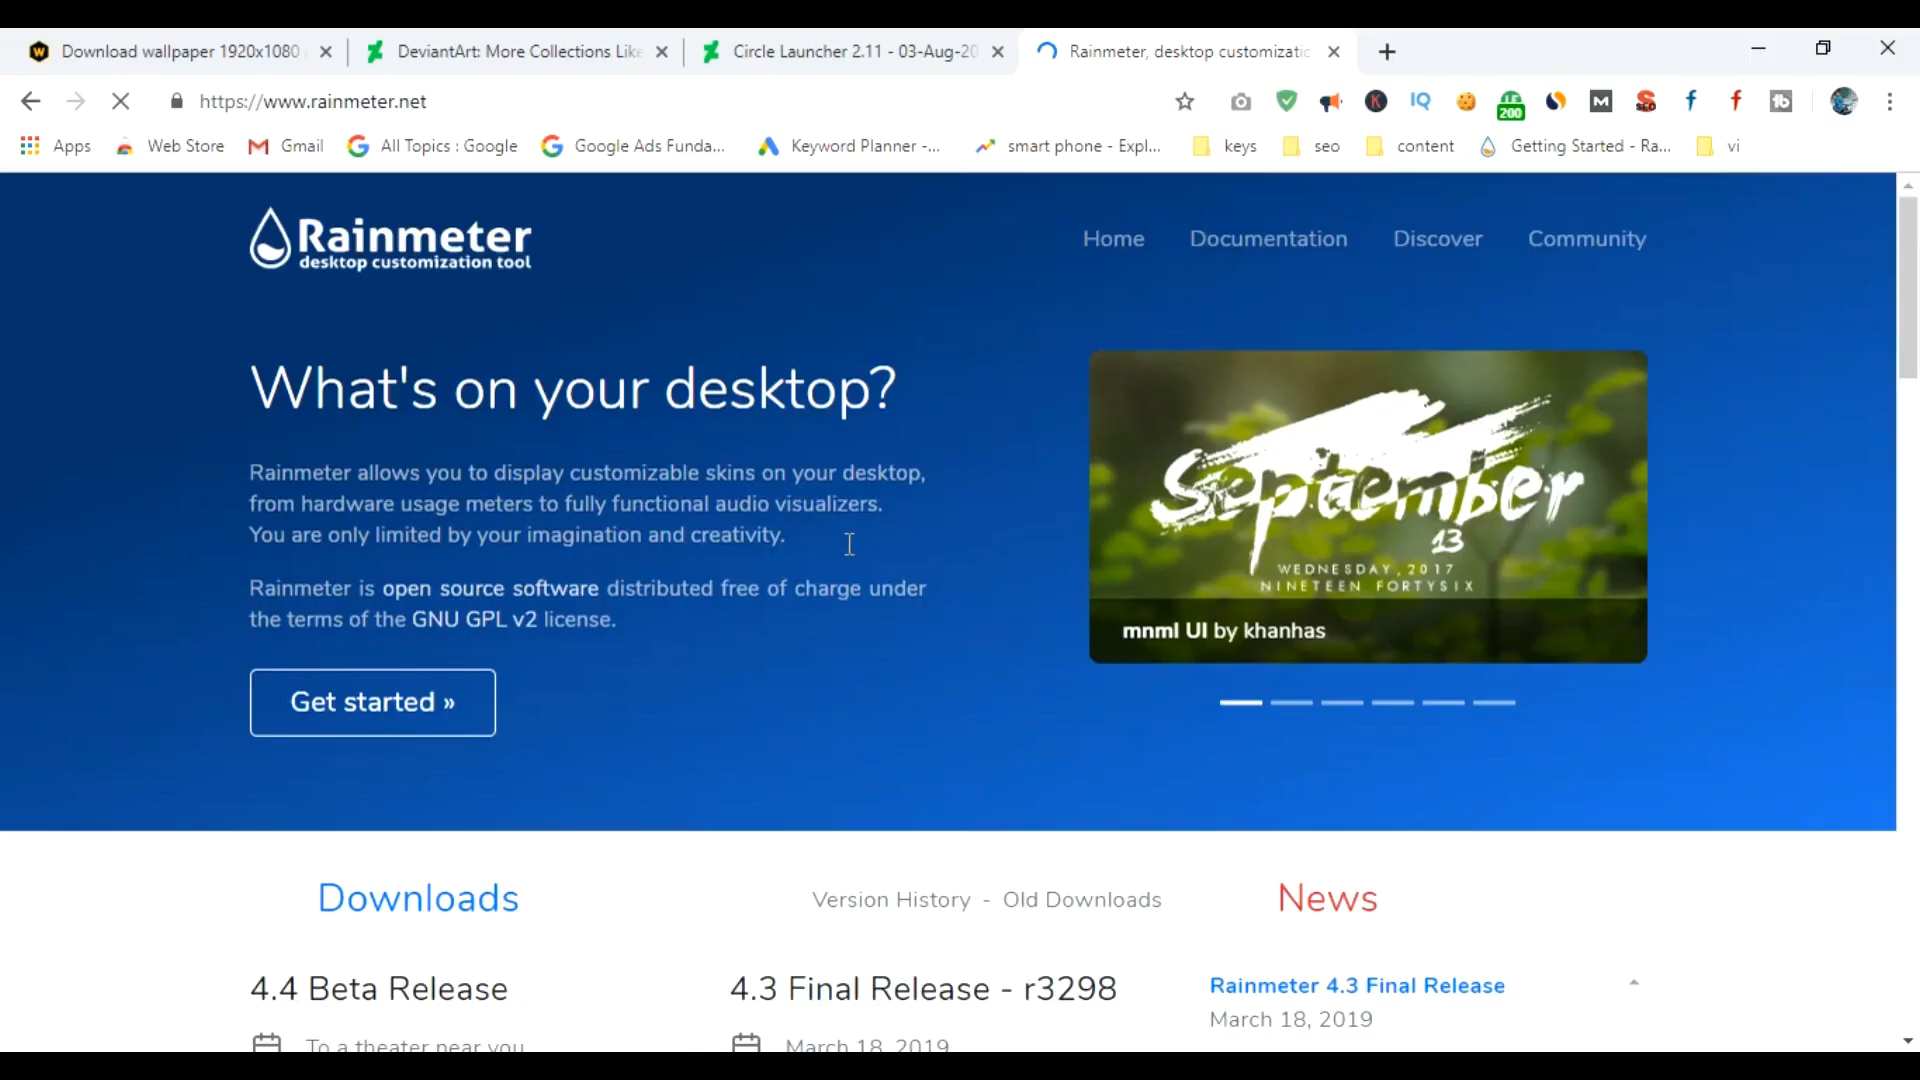 Download wallpaper 1920x1080
DeviantArt: More Collections Like
Circle Launcher 2.11 - 03-Aug-20
Rainmeter, desktop customizatic
https://www.rainmeter.net
IQ
200
Apps
Web Store
Gmail
All Topics : Google
Google Ads Funda...
Keyword Planner -...
smart phone - Expl...
keys
seo
content
Getting Started - Ra...
vi
Rainmeter
desktop customization tool
Home
Documentation
Discover
Community
What's on your desktop?
Rainmeter allows you to display customizable skins on your desktop,
from hardware usage meters to fully functional audio visualizers.
You are only limited by your imagination and creativity.
Rainmeter is open source software distributed free of charge under
the terms of the GNU GPL v2 license.
Get started »
September
13
WEDNESDAY, 2017
NINETEEN FORTYSIX
mnml UI by khanhas
Downloads
Version History - Old Downloads
News
4.4 Beta Release
To a theater near you
4.3 Final Release - r3298
March 18, 2019
Rainmeter 4.3 Final Release
March 18, 2019